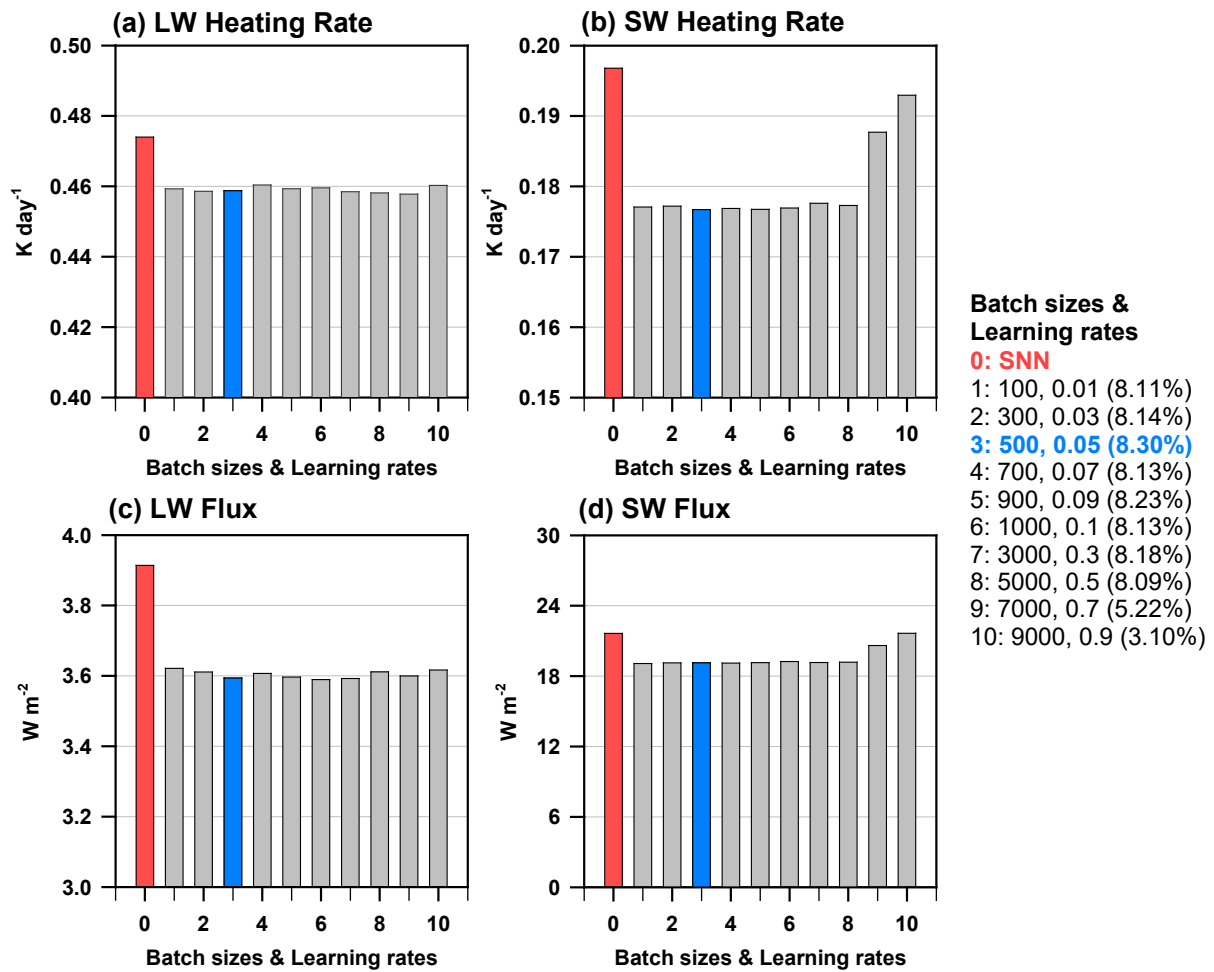 (a) LW Heating Rate
0.50
0.48
0.46
0.44
0.42
0.40
K day-1
0 2 4 6 8 10
Batch sizes & Learning rates
(b) SW Heating Rate
0.20
0.19
0.18
0.17
0.16
0.15
K day-1
0 2 4 6 8 10
Batch sizes & Learning rates
(c) LW Flux
4.0
3.8
3.6
3.4
3.2
3.0
W m-2
0 2 4 6 8 10
Batch sizes & Learning rates
(d) SW Flux
30
24
18
12
6
0
W m-2
0 2 4 6 8 10
Batch sizes & Learning rates
Batch sizes &
Learning rates
0: SNN
1: 100, 0.01 (8.11%)
2: 300, 0.03 (8.14%)
3: 500, 0.05 (8.30%)
4: 700, 0.07 (8.13%)
5: 900, 0.09 (8.23%)
6: 1000, 0.1 (8.13%)
7: 3000, 0.3 (8.18%)
8: 5000, 0.5 (8.09%)
9: 7000, 0.7 (5.22%)
10: 9000, 0.9 (3.10%)